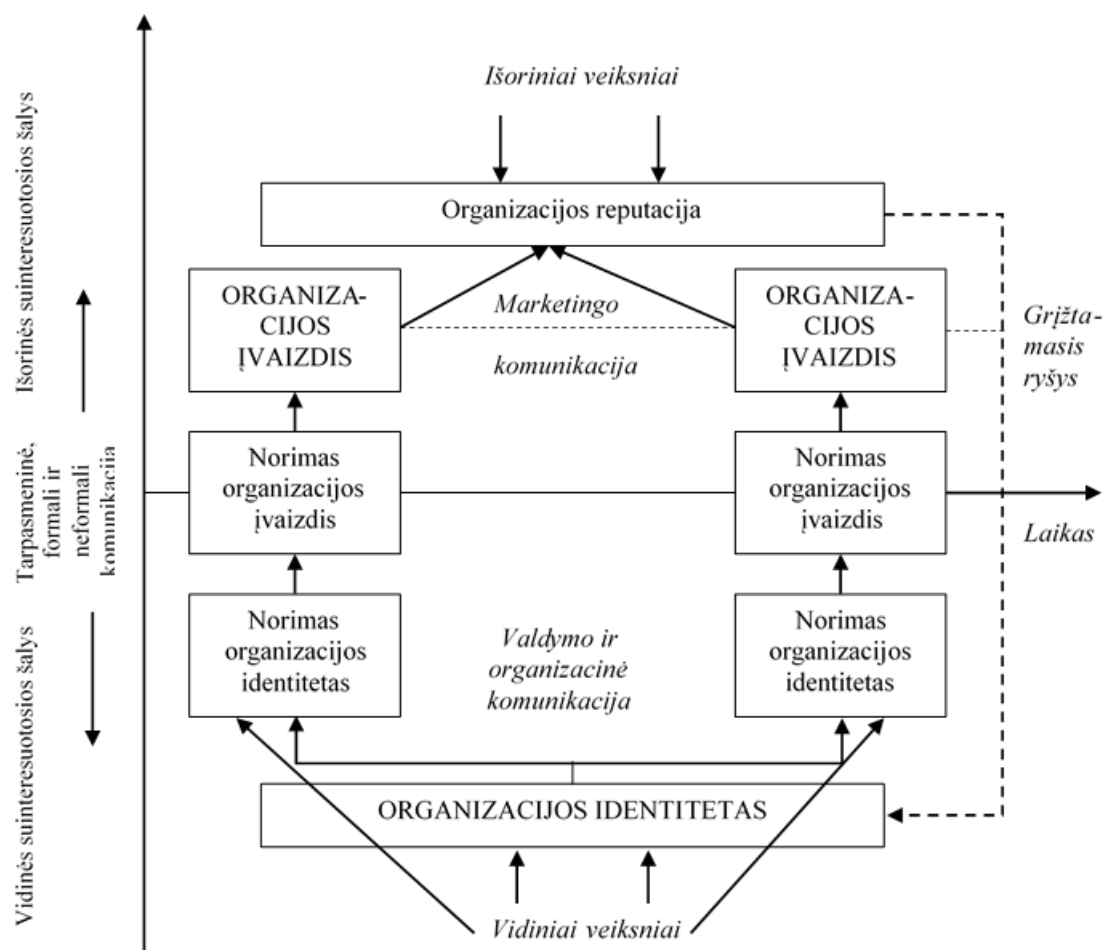 Išoriniai veiksniai
Organizacijos reputacija
ORGANIZA-
CIJOS
ĮVAIZDIS
Marketingo
komunikacija
ORGANIZA-
CIJOS
ĮVAIZDIS
Grįžta-
masis
ryšys
Norimas
organizacijos
įvaizdis
Norimas
organizacijos
įvaizdis
Laikas
Norimas
organizacijos
identitetas
Valdymo ir
organizacinė
komunikacija
Norimas
organizacijos
identitetas
ORGANIZACIJOS IDENTITETAS
Vidiniai veiksniai
Išorinės suinteresuotosios šalys
Tarpasmeninė,
formali ir
neformali
komunikacija
Vidinės suinteresuotosios šalys